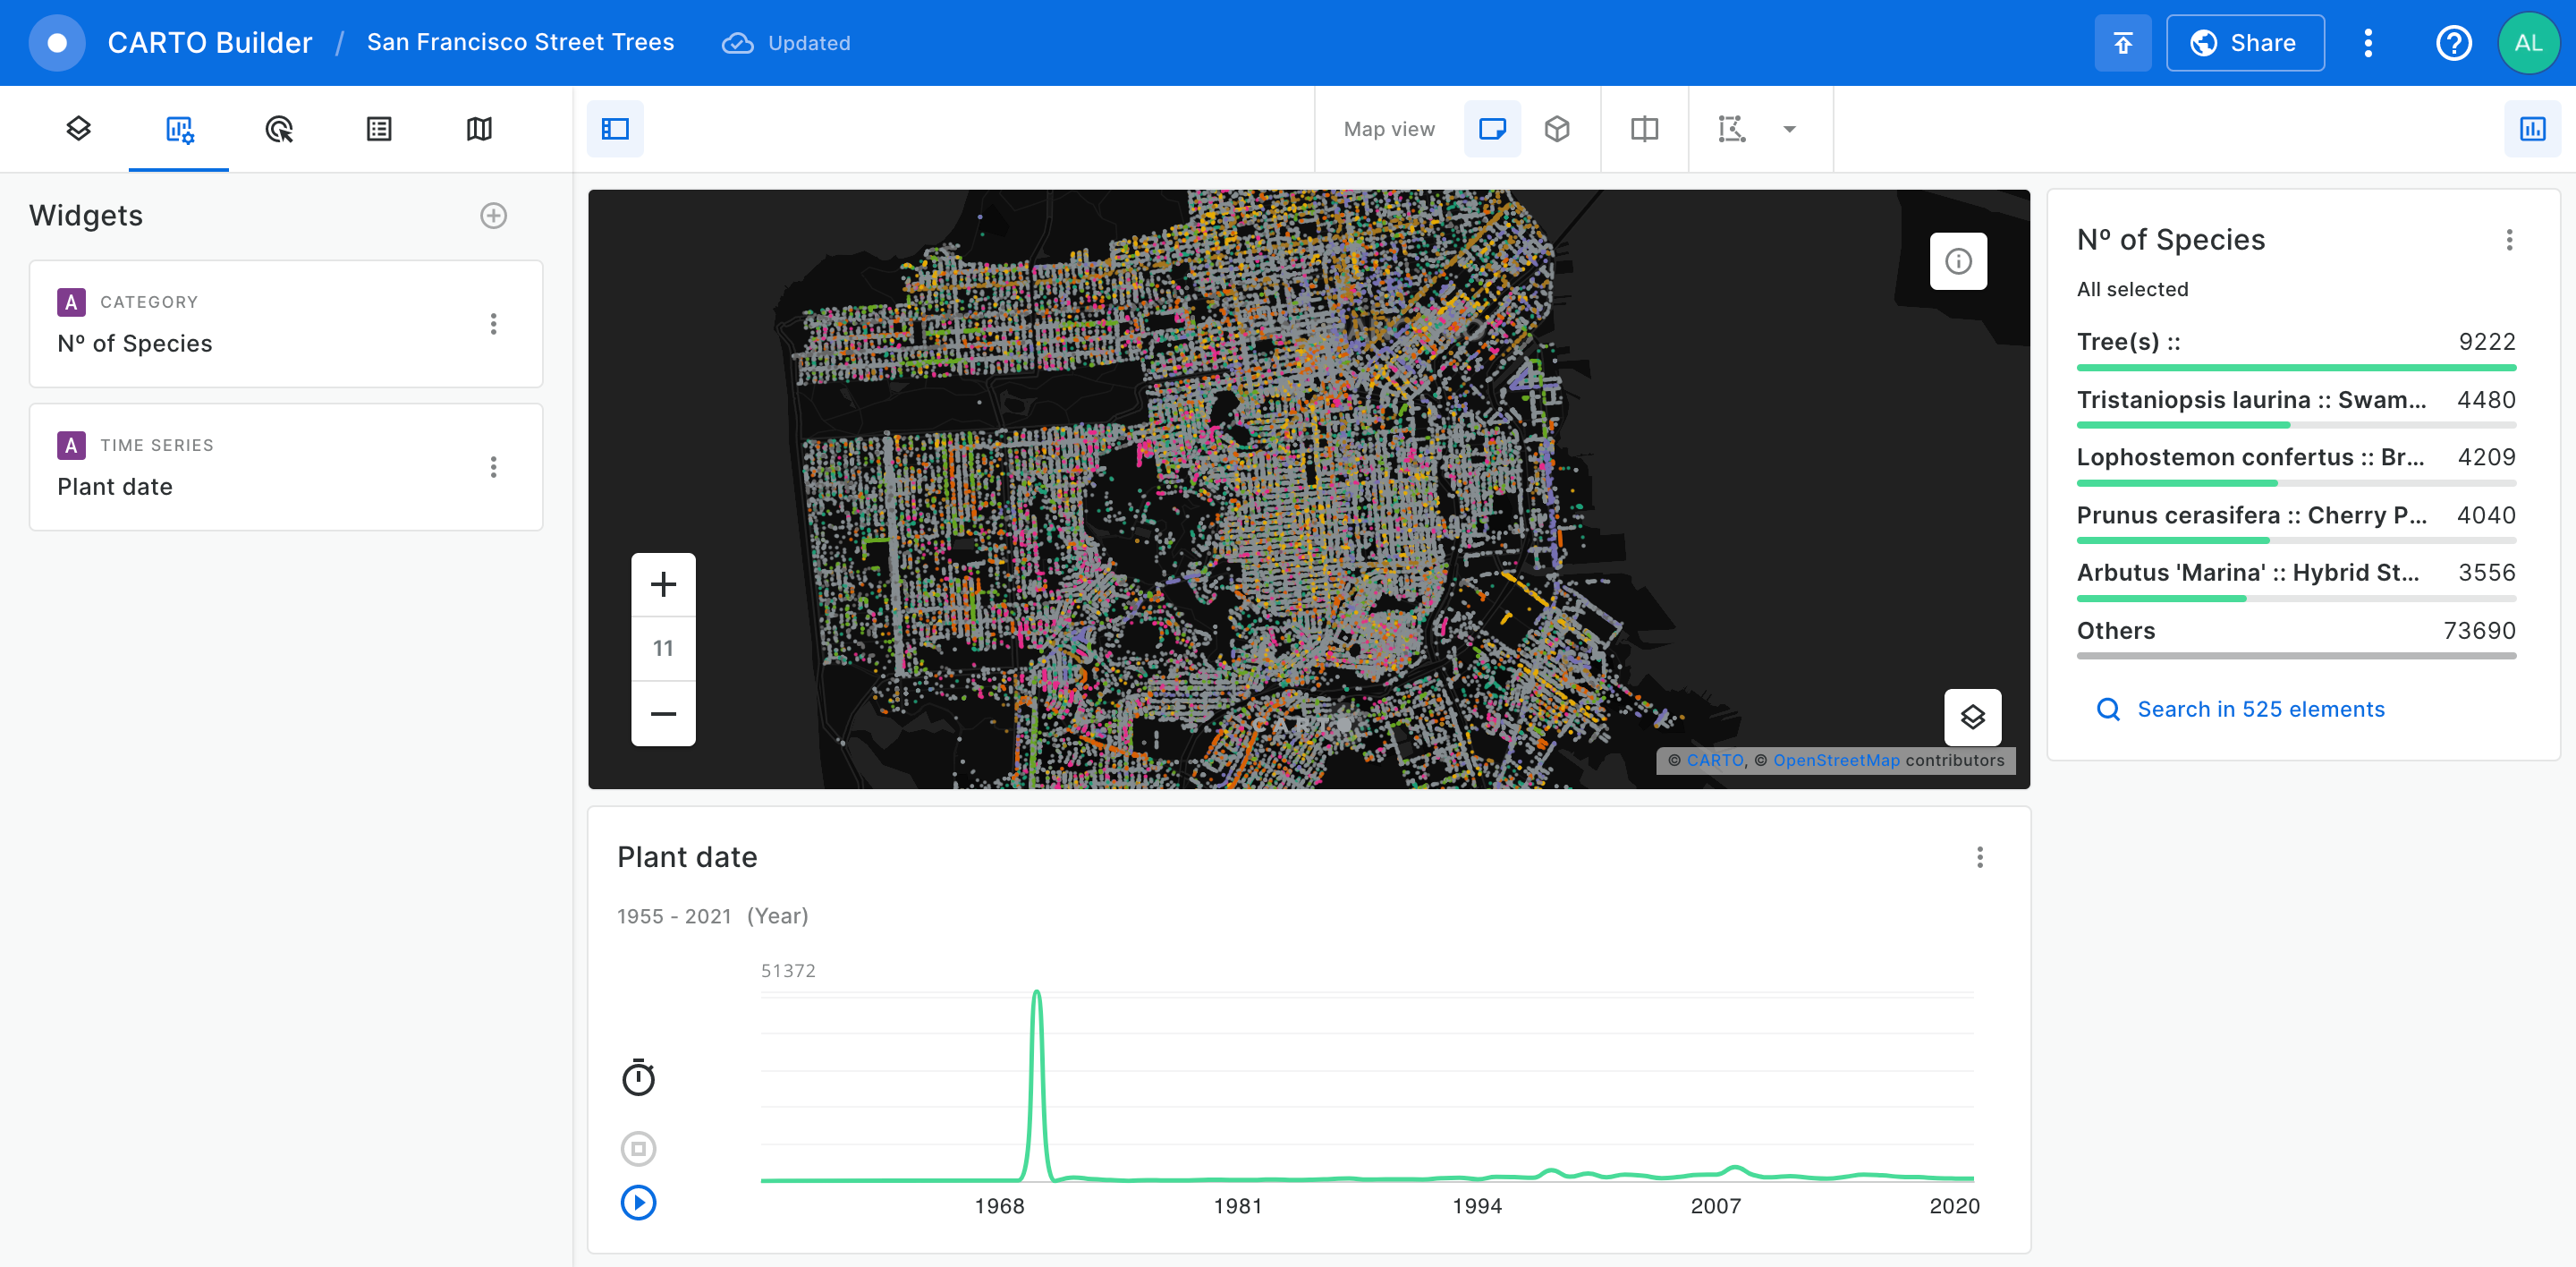 CARTO Builder / San Francisco Street Trees Updated
Share
AL
Map view
Widgets
A CATEGORY
Nº of Species
A TIME SERIES
Plant date
11
© CARTO, © OpenStreetMap contributors
Nº of Species
All selected
Tree(s) :: 9222
Tristaniopsis laurina :: Swam... 4480
Lophostemon confertus :: Br... 4209
Prunus cerasifera :: Cherry P... 4040
Arbutus 'Marina' :: Hybrid St... 3556
Others 73690
Search in 525 elements
Plant date
1955 - 2021 (Year)
51372
1968 1981 1994 2007 2020